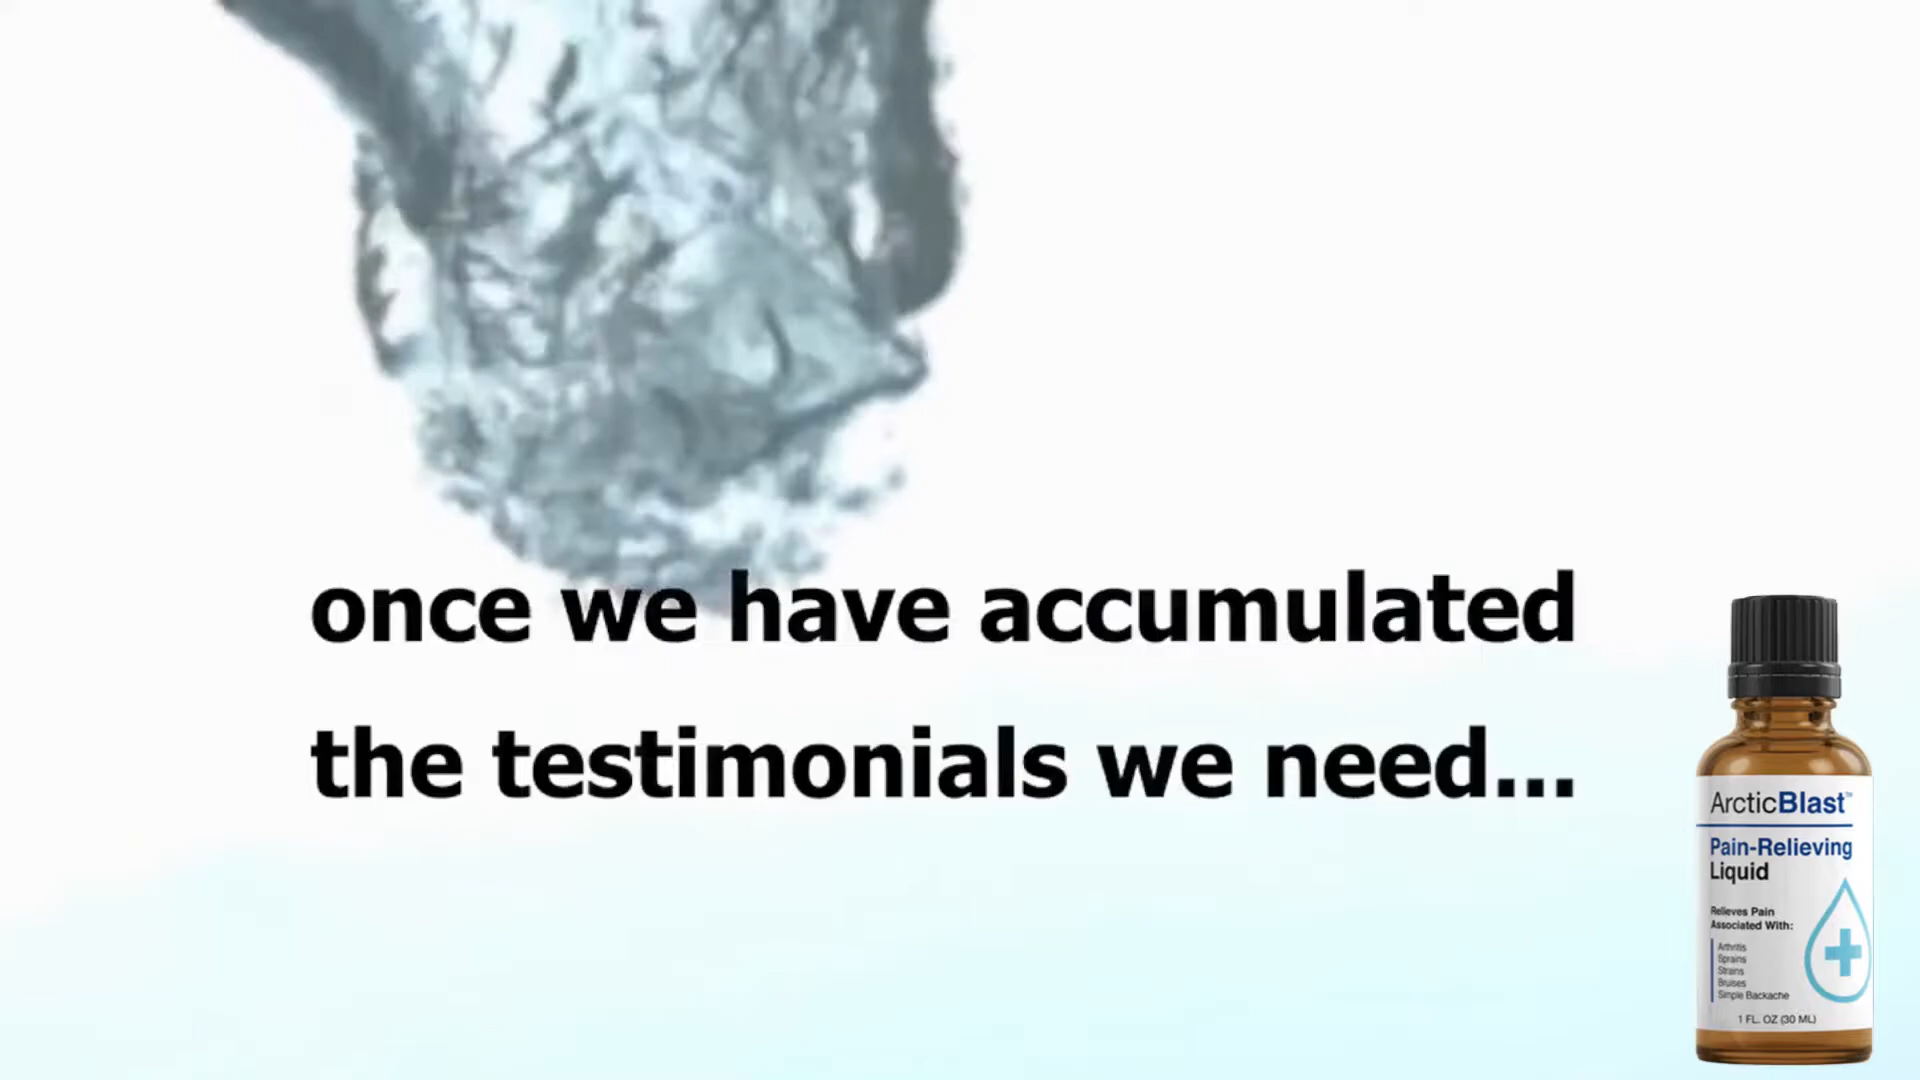 once we have accumulated
the testimonials we need...
ArcticBlast™
Pain-Relieving
Liquid
Relieves Pain
Associated With:
Arthritis
Sprains
Strains
Bruises
Simple Backache
1 FL. OZ (30 ML)